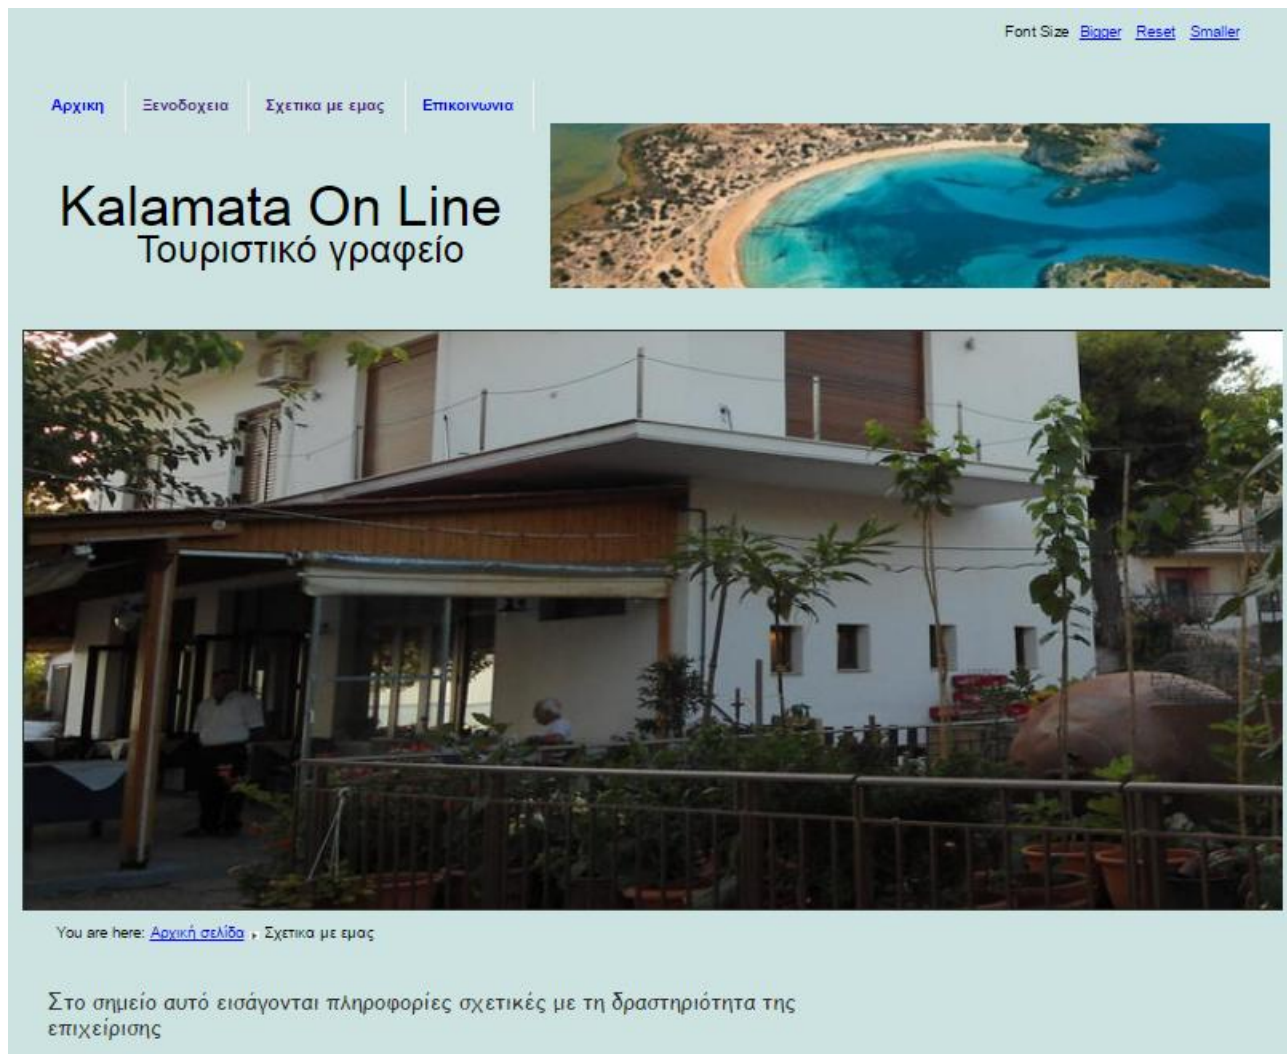 Font Size Bigger Reset Smaller
Αρχικη Ξενοδοχεια Σχετικα με εμας Επικοινωνια
Kalamata On Line
Τουριστικό γραφείο
You are here: Αρχική σελίδα Σχετικα με εμας
Στο σημείο αυτό εισάγονται πληροφορίες σχετικές με τη δραστηριότητα της
επιχείρισης